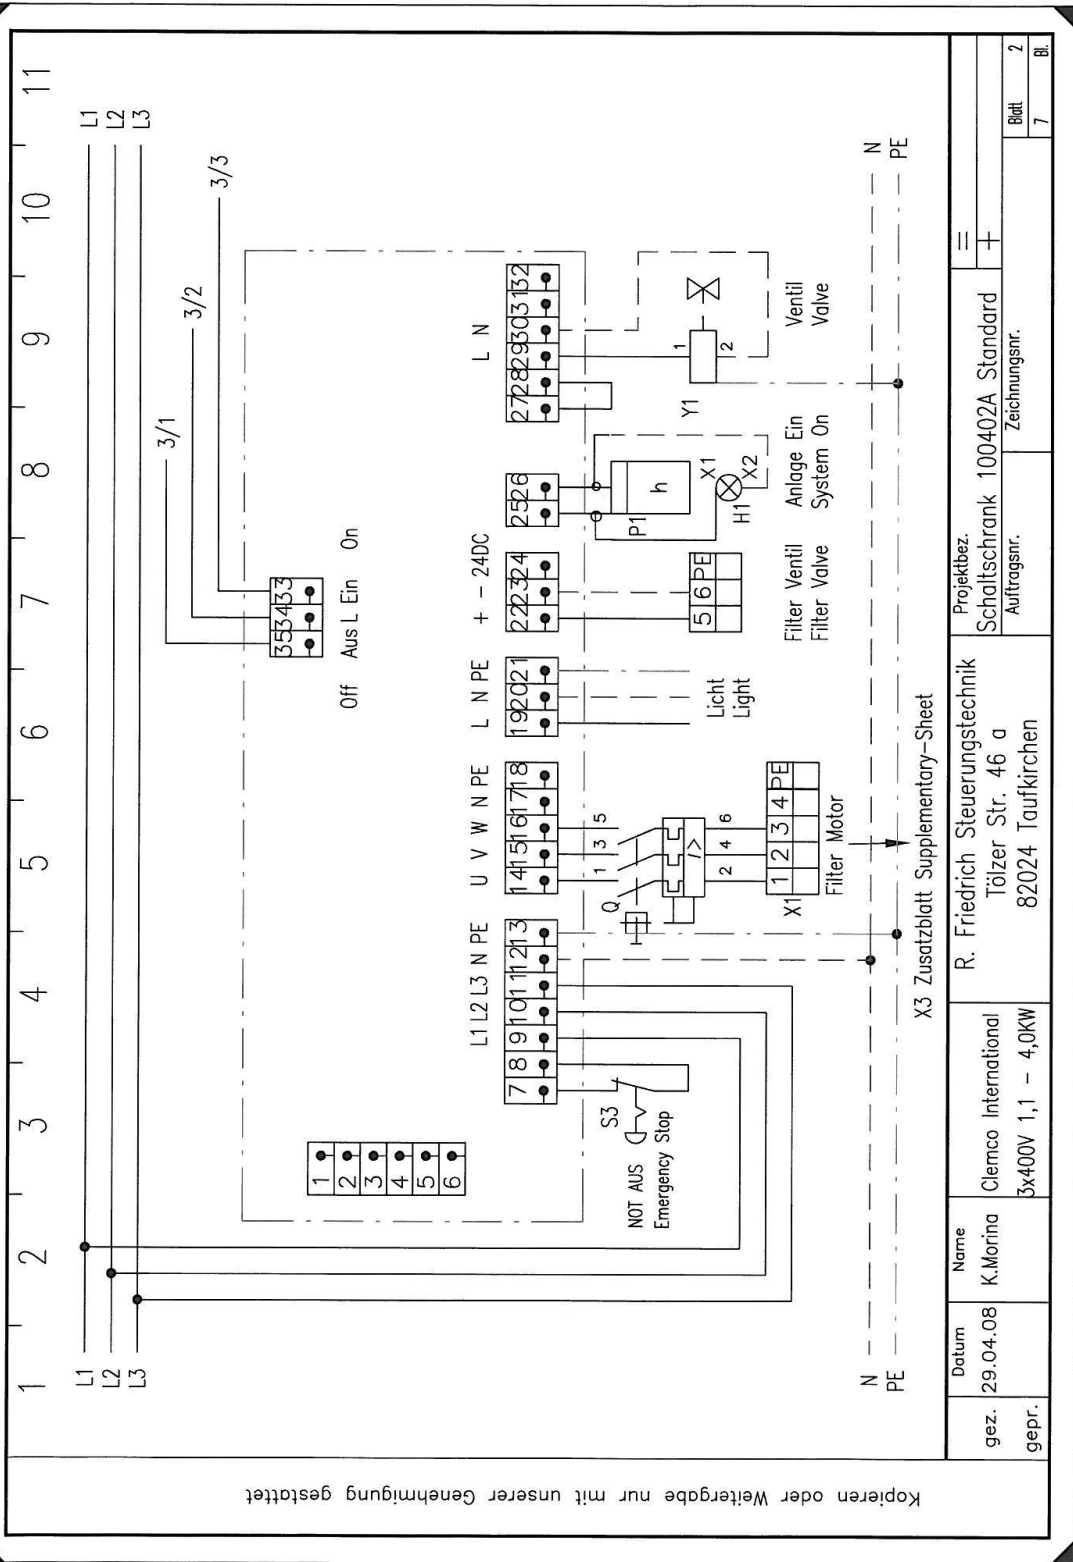 1 2 3 4 5 6 7 8 9 10 11
L1 L1
L2 L2
L3 L3
3/1
3/2
3/3
35 34 33
Off Aus L Ein On
1
2
3
4
5
6
L1 L2 L3 N PE
U V W N PE
L N PE
+ - 24DC
L N
7 8 9 10 11 12 13
14 15 16 17 18
19 20 21
22 23 24
25 26
27 28 29 30 31 32
S3
NOT AUS
Emergency Stop
Q
1 3 5
I>
2 4 6
X1
1 2 3 4 PE
Filter Motor
Licht
Light
5 6 PE
Filter Ventil
Filter Valve
P1
h
H1
X1
X2
Anlage Ein
System On
Y1
1
2
Ventil
Valve
N N
PE PE
X3 Zusatzblatt Supplementary-Sheet
Datum Name
gez. 29.04.08 K.Morina
gepr.
Clemco International
3x400V 1,1 - 4,0KW
R. Friedrich Steuerungstechnik
Tölzer Str. 46 a
82024 Taufkirchen
Projektbez.
Schaltschrank 100402A Standard
Auftragsnr. Zeichnungsnr.
=
+
Blatt 2
7 Bl.
Kopieren oder Weitergabe nur mit unserer Genehmigung gestattet